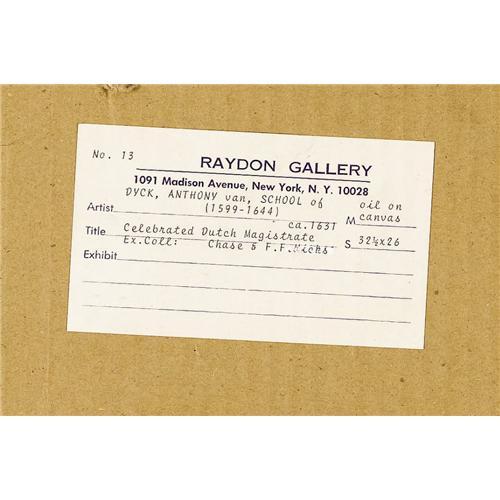 No. 13
RAYDON GALLERY
1091 Madison Avenue, New York, N. Y. 10028
DYCK, ANTHONY van, SCHOOL of oil on
Artist (1599-1644) M canvas
ca.1631
Title Celebrated Dutch Magistrate S 32½x26
Ex.Coll: Chase & F.F.Hicks
Exhibit